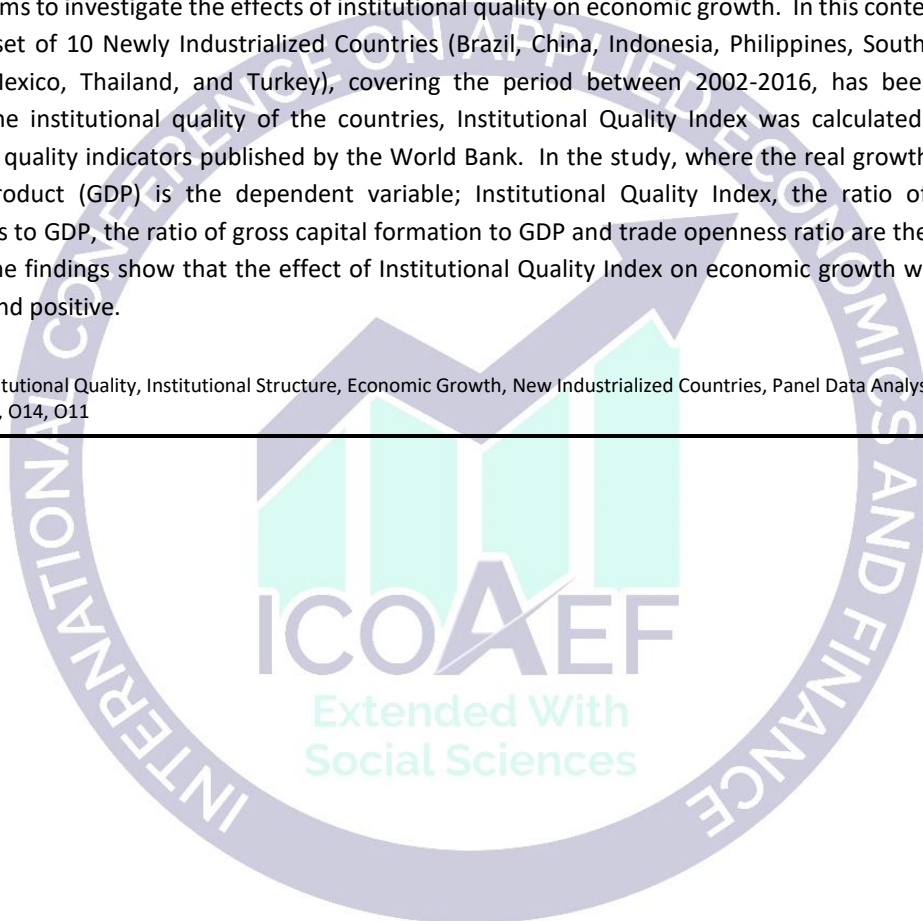 ms to investigate the effects of institutional quality on economic growth. In this conte
set of 10 Newly Industrialized Countries (Brazil, China, Indonesia, Philippines, South
Mexico, Thailand, and Turkey), covering the period between 2002-2016, has bee
he institutional quality of the countries, Institutional Quality Index was calculated
quality indicators published by the World Bank. In the study, where the real growth
roduct (GDP) is the dependent variable; Institutional Quality Index, the ratio of
s to GDP, the ratio of gross capital formation to GDP and trade openness ratio are the
he findings show that the effect of Institutional Quality Index on economic growth w
nd positive.
tutional Quality, Institutional Structure, Economic Growth, New Industrialized Countries, Panel Data Analys
, O14, O11
INTERNATIONAL CONFERENCE ON APPLIED ECONOMICS AND FINANCE
ICOAEF
Extended With
Social Sciences